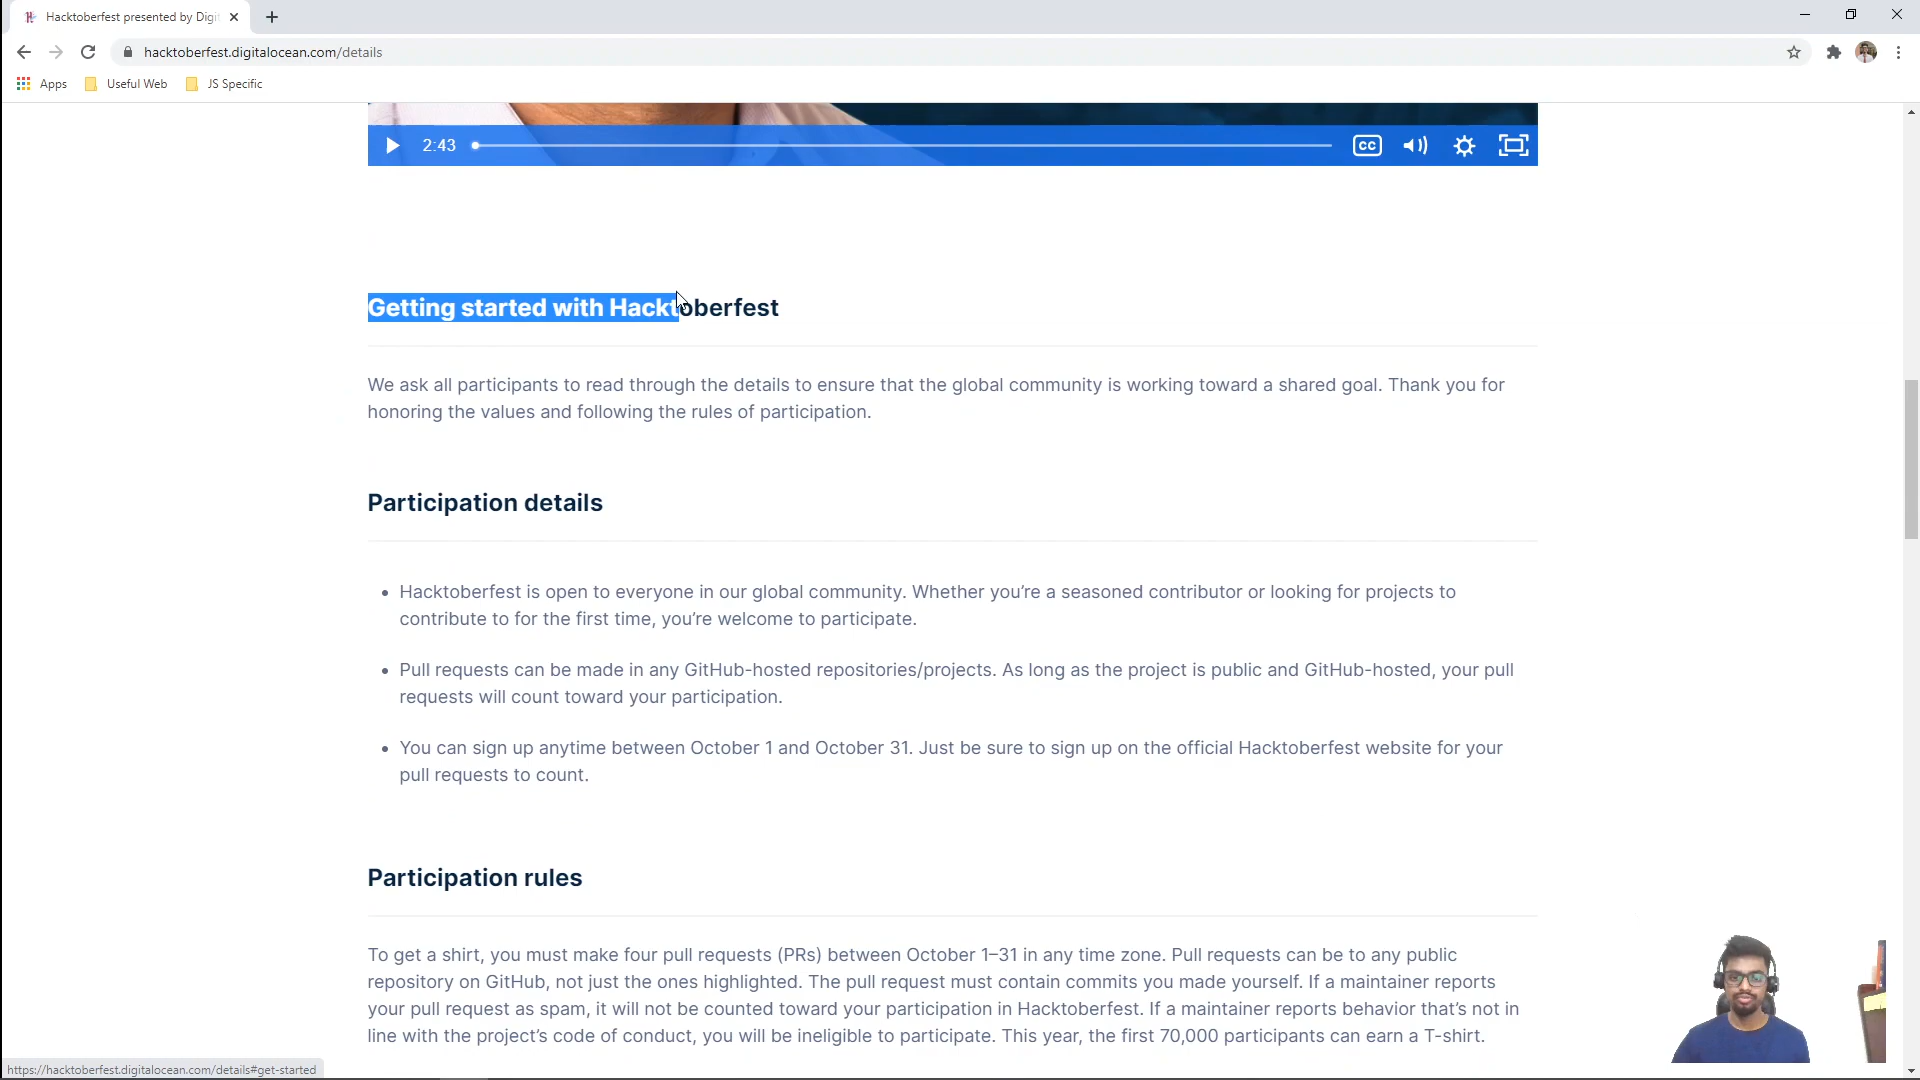 Hacktoberfest presented by Digit
hacktoberfest.digitalocean.com/details
Apps
Useful Web
JS Specific
2:43
CC
Getting started with Hacktoberfest
We ask all participants to read through the details to ensure that the global community is working toward a shared goal. Thank you for
honoring the values and following the rules of participation.
Participation details
• Hacktoberfest is open to everyone in our global community. Whether you’re a seasoned contributor or looking for projects to
contribute to for the first time, you’re welcome to participate.
• Pull requests can be made in any GitHub-hosted repositories/projects. As long as the project is public and GitHub-hosted, your pull
requests will count toward your participation.
• You can sign up anytime between October 1 and October 31. Just be sure to sign up on the official Hacktoberfest website for your
pull requests to count.
Participation rules
To get a shirt, you must make four pull requests (PRs) between October 1–31 in any time zone. Pull requests can be to any public
repository on GitHub, not just the ones highlighted. The pull request must contain commits you made yourself. If a maintainer reports
your pull request as spam, it will not be counted toward your participation in Hacktoberfest. If a maintainer reports behavior that’s not in
line with the project’s code of conduct, you will be ineligible to participate. This year, the first 70,000 participants can earn a T-shirt.
https://hacktoberfest.digitalocean.com/details#get-started